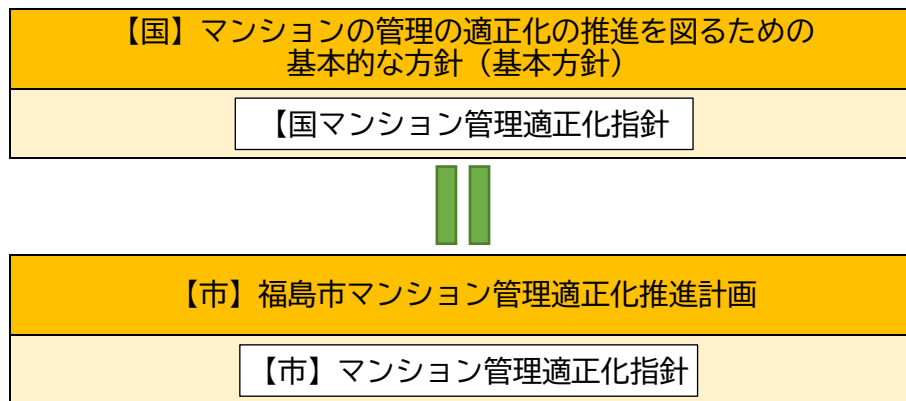 【国】マンションの管理の適正化の推進を図るための
基本的な方針（基本方針）
【国マンション管理適正化指針
【市】福島市マンション管理適正化推進計画
【市】マンション管理適正化指針